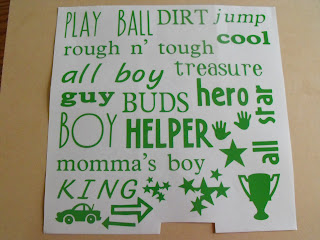 PLAY BALL DIRT jump
rough n' tough cool
all boy treasure
guy BUDS hero
BOY HELPER
all star
momma's boy
KING